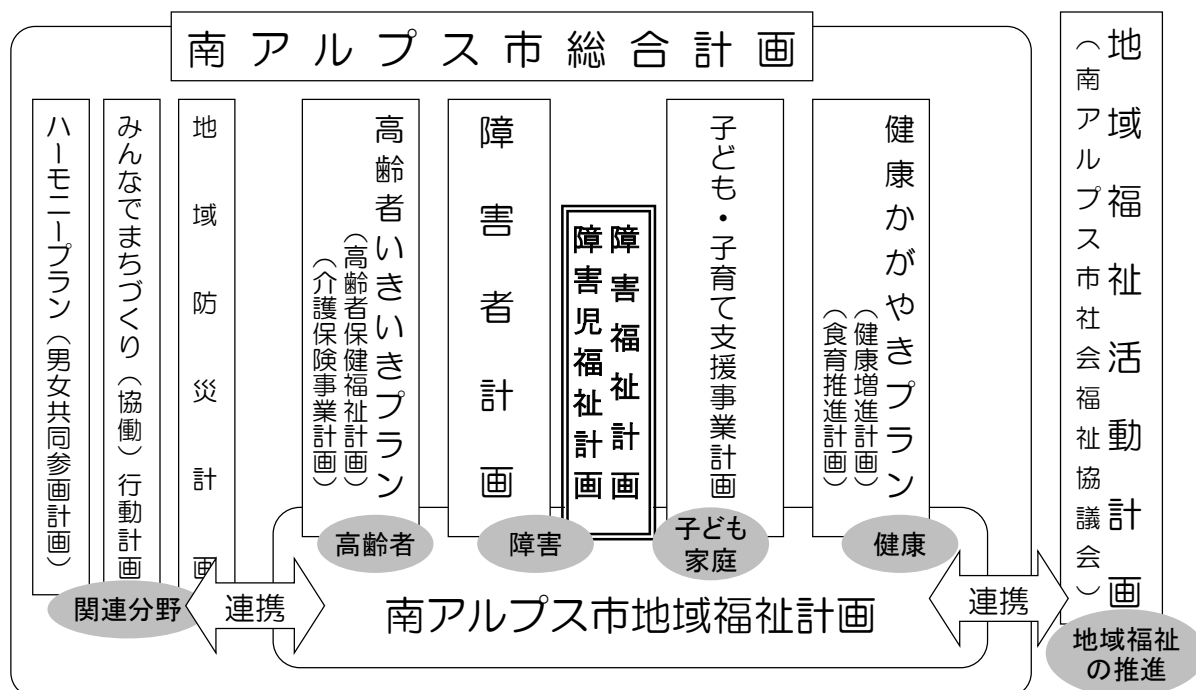 南アルプス市総合計画
地域福祉活動計画
（南アルプス市社会福祉協議会）
健康かがやきプラン
（健康増進計画）
（食育推進計画）
子ども・子育て支援事業計画
障害福祉計画
障害児福祉計画
障害者計画
高齢者いきいきプラン
（高齢者保健福祉計画）
（介護保険事業計画）
地域防災計画
みんなでまちづくり（協働）行動計画
ハーモニープラン（男女共同参画計画）
高齢者
障害
子ども
家庭
健康
関連分野
連携
南アルプス市地域福祉計画
連携
地域福祉
の推進